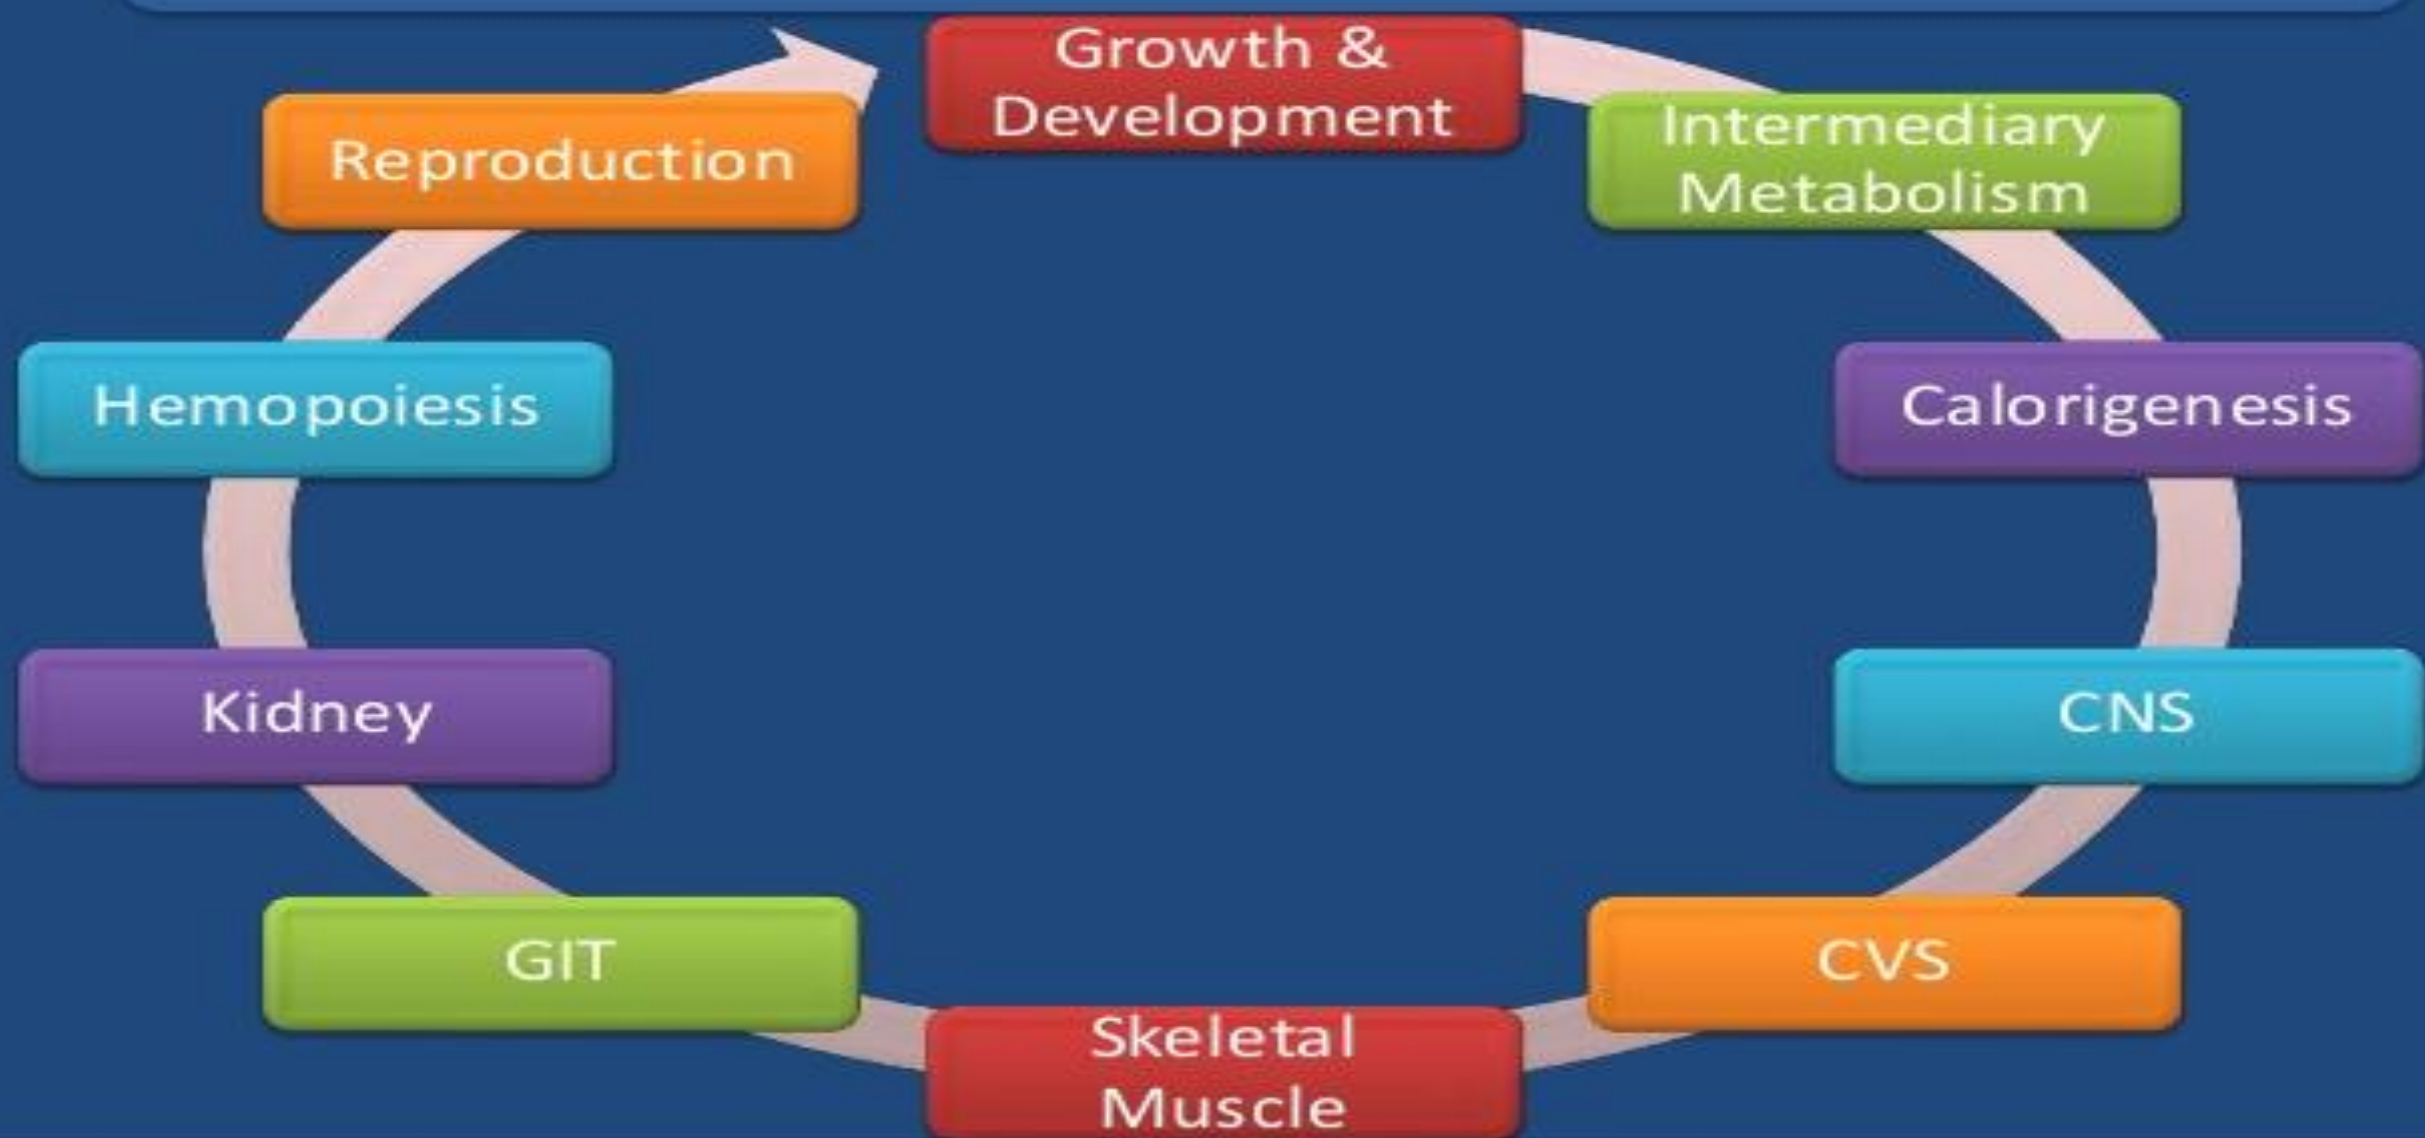 Growth &
Development
Intermediary
Metabolism
Calorigenesis
CNS
CVS
Skeletal
Muscle
GIT
Kidney
Hemopoiesis
Reproduction